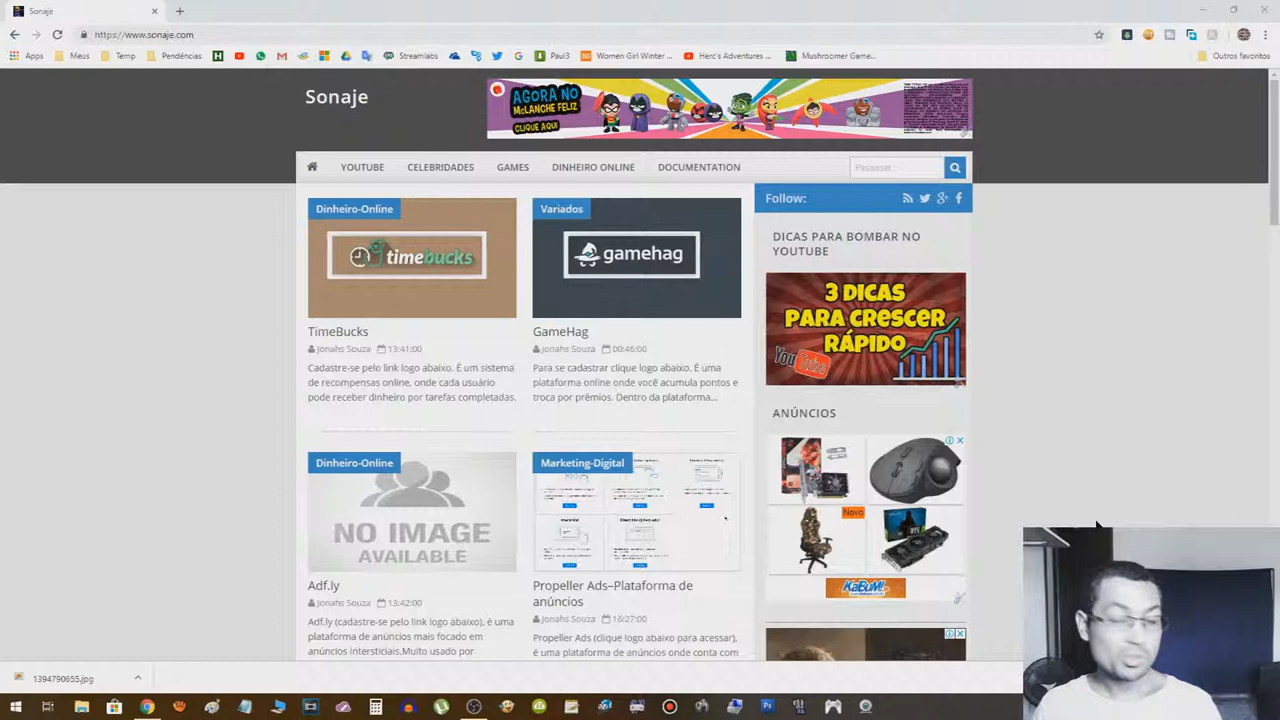 Sonaje
https://www.sonaje.com
Apps Meus Temp Pendências Streamlabs Paul3 Women Girl Winter... Herc's Adventures... Mushroomer Game... Outros favoritos
Sonaje
AGORA NO
McLANCHE FELIZ
CLIQUE AQUI
YOUTUBE CELEBRIDADES GAMES DINHEIRO ONLINE DOCUMENTATION
Pesquisar...
Dinheiro-Online
timebucks
TimeBucks
Jonahs Souza 13:41:00
Cadastre-se pelo link logo abaixo. É um sistema
de recompensas online, onde cada usuário
pode receber dinheiro por tarefas completadas.
Variados
gamehag
GameHag
Jonahs Souza 00:46:00
Para se cadastrar clique logo abaixo. É uma
plataforma online onde você acumula pontos e
troca por prêmios. Dentro da plataforma...
Dinheiro-Online
NO IMAGE
AVAILABLE
Adf.ly
Jonahs Souza 13:42:00
Adf.ly (cadastre-se pelo link logo abaixo), é uma
plataforma de anúncios mais focado em
anúncios intersticiais.Muito usado por
Marketing-Digital
Propeller Ads–Plataforma de
anúncios
Jonahs Souza 16:27:00
Propeller Ads (clique logo abaixo para acessar),
é uma plataforma de anúncios onde conta com
Follow:
DICAS PARA BOMBAR NO
YOUTUBE
3 DICAS
PARA CRESCER
RÁPIDO
YouTube
ANÚNCIOS
Novo
KaBuM!
1394790655.jpg